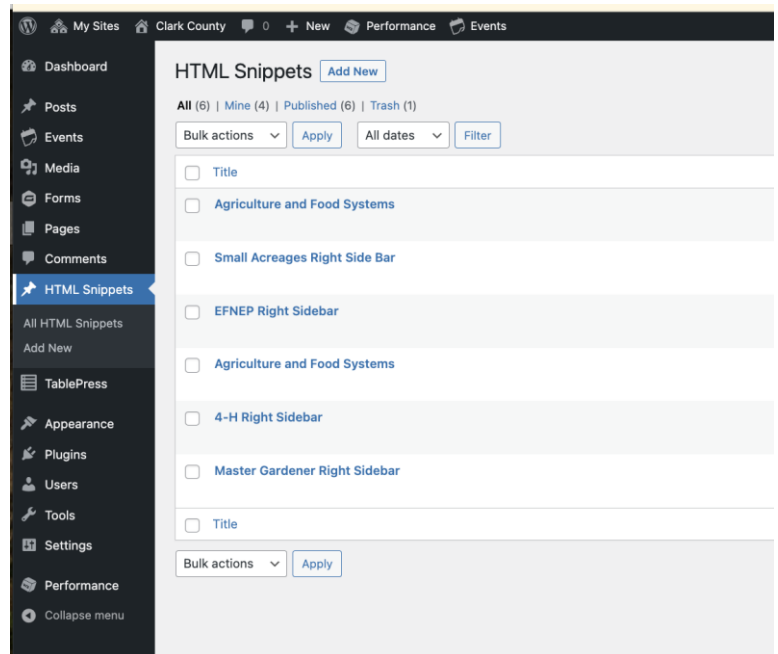 My Sites Clark County 0 New Performance Events
Dashboard
Posts
Events
Media
Forms
Pages
Comments
HTML Snippets
All HTML Snippets
Add New
TablePress
Appearance
Plugins
Users
Tools
Settings
Performance
Collapse menu
HTML Snippets Add New
All (6) | Mine (4) | Published (6) | Trash (1)
Bulk actions Apply All dates Filter
Title
Agriculture and Food Systems
Small Acreages Right Side Bar
EFNEP Right Sidebar
Agriculture and Food Systems
4-H Right Sidebar
Master Gardener Right Sidebar
Title
Bulk actions Apply